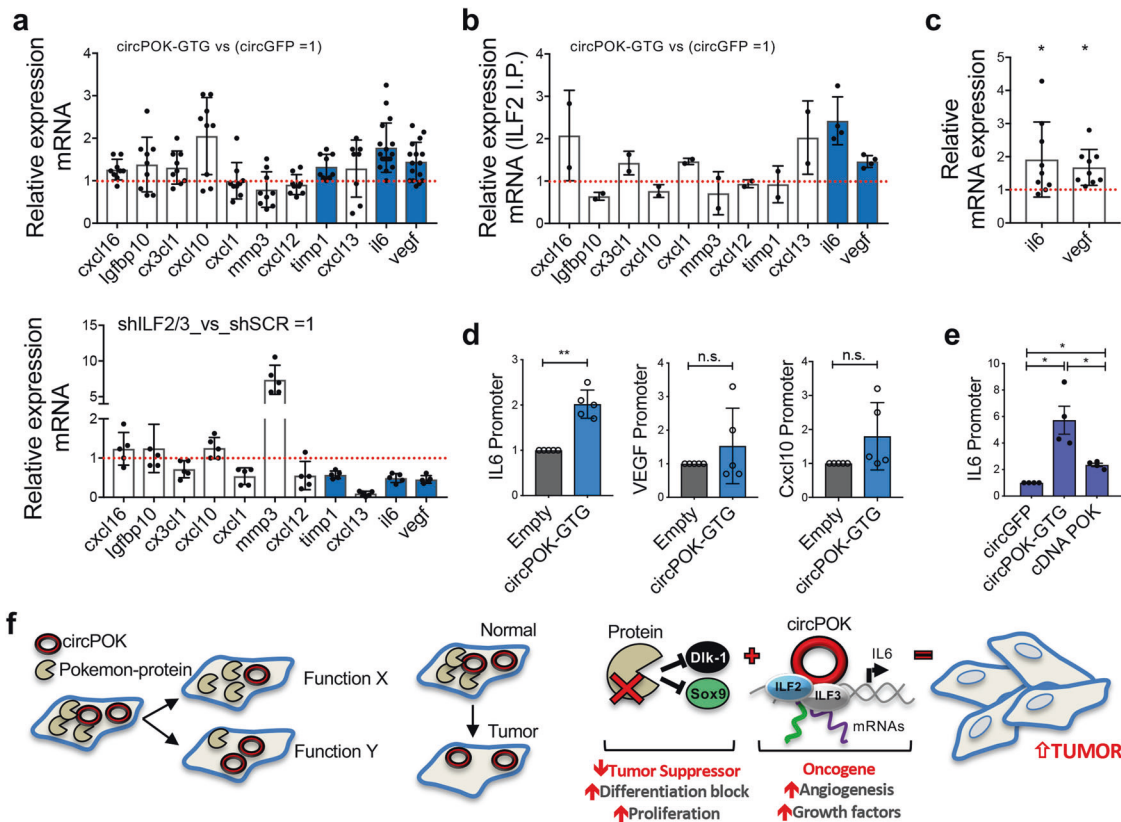 a
circPOK-GTG vs (circGFP =1)
Relative expression
mRNA
4
3
2
1
0
cxcl16
Igfbp10
cx3cl1
cxcl10
cxcl1
mmp3
cxcl12
timp1
cxcl13
il6
vegf
b
circPOK-GTG vs (circGFP =1)
Relative expression
mRNA (ILF2 I.P.)
4
3
2
1
0
cxcl16
Igfbp10
cx3cl1
cxcl10
cxcl1
mmp3
cxcl12
timp1
cxcl13
il6
vegf
c
Relative
mRNA expression
5
4
3
2
1
0
* *
il6
vegf
shILF2/3_vs_shSCR =1
Relative expression
mRNA
15
10
5
2
1
0
cxcl16
Igfbp10
cx3cl1
cxcl10
cxcl1
mmp3
cxcl12
timp1
cxcl13
il6
vegf
d
IL6 Promoter
4
3
2
1
0
**
Empty
circPOK-GTG
VEGF Promoter
4
3
2
1
0
n.s.
Empty
circPOK-GTG
Cxcl10 Promoter
4
3
2
1
0
n.s.
Empty
circPOK-GTG
e
IL6 Promoter
10
8
6
4
2
0
*
* *
circGFP
circPOK-GTG
cDNA POK
f
circPOK
Pokemon-protein
Function X
Function Y
Normal
Tumor
Protein
Dlk-1
Sox9
Tumor Suppressor
Differentiation block
Proliferation
circPOK
IL6
ILF2
ILF3
mRNAs
Oncogene
Angiogenesis
Growth factors
⇧TUMOR